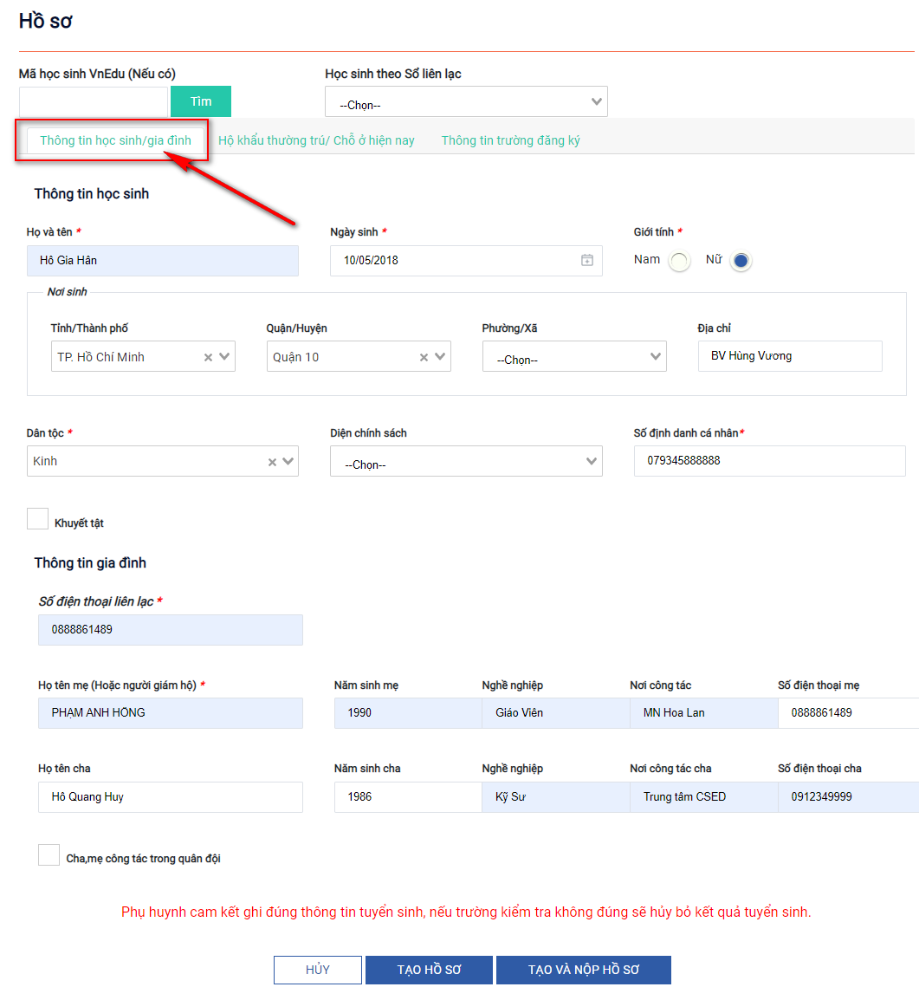 Hồ sơ
Mã học sinh VnEdu (Nếu có) Học sinh theo Sổ liên lạc
Tìm --Chọn--
Thông tin học sinh/gia đình Hộ khẩu thường trú/ Chỗ ở hiện nay Thông tin trường đăng ký
Thông tin học sinh
Họ và tên * Ngày sinh * Giới tính *
Hồ Gia Hân 10/05/2018 Nam Nữ
Nơi sinh
Tỉnh/Thành phố Quận/Huyện Phường/Xã Địa chỉ
TP. Hồ Chí Minh Quận 10 --Chọn-- BV Hùng Vương
Dân tộc * Diện chính sách Số định danh cá nhân*
Kinh --Chọn-- 079345888888
Khuyết tật
Thông tin gia đình
Số điện thoại liên lạc *
0888861489
Họ tên mẹ (Hoặc người giám hộ) * Năm sinh mẹ Nghề nghiệp Nơi công tác Số điện thoại mẹ
PHẠM ANH HỒNG 1990 Giáo Viên MN Hoa Lan 0888861489
Họ tên cha Năm sinh cha Nghề nghiệp Nơi công tác cha Số điện thoại cha
Hồ Quang Huy 1986 Kỹ Sư Trung tâm CSED 0912349999
Cha,mẹ công tác trong quân đội
Phụ huynh cam kết ghi đúng thông tin tuyển sinh, nếu trường kiểm tra không đúng sẽ hủy bỏ kết quả tuyển sinh.
HỦY TẠO HỒ SƠ TẠO VÀ NỘP HỒ SƠ